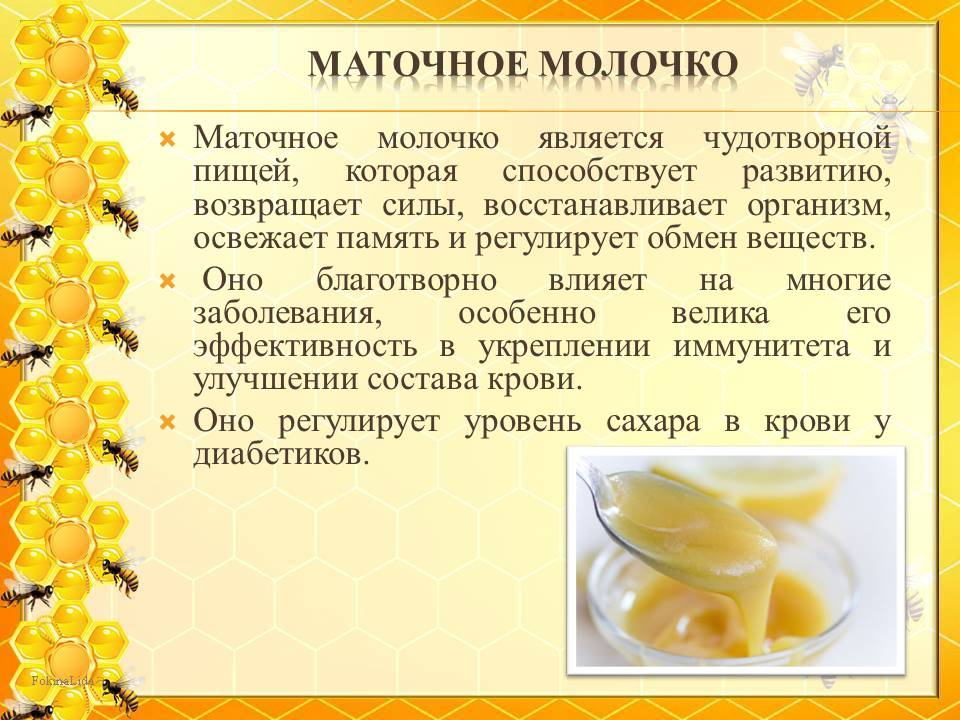 МАТОЧНОЕ МОЛОЧКО
Маточное молочко является чудотворной
пищей, которая способствует развитию,
возвращает силы, восстанавливает организм,
освежает память и регулирует обмен веществ.
Оно благотворно влияет на многие
заболевания, особенно велика его
эффективность в укреплении иммунитета и
улучшении состава крови.
Оно регулирует уровень сахара в крови у
диабетиков.
FokinaLida